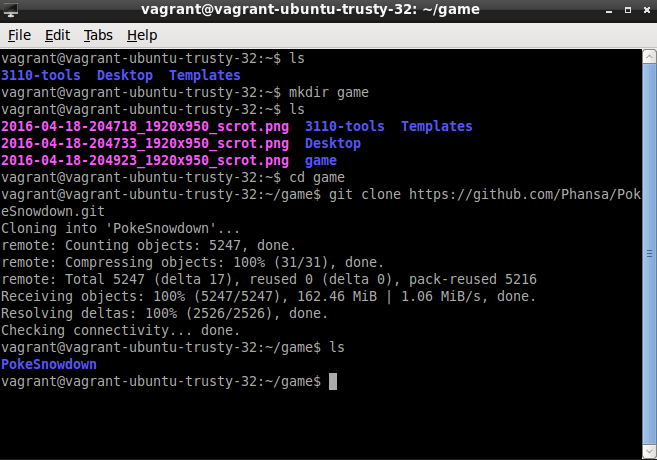 vagrant@vagrant-ubuntu-trusty-32: ~/game
File Edit Tabs Help
vagrant@vagrant-ubuntu-trusty-32:~$ ls
3110-tools  Desktop  Templates
vagrant@vagrant-ubuntu-trusty-32:~$ mkdir game
vagrant@vagrant-ubuntu-trusty-32:~$ ls
2016-04-18-204718_1920x950_scrot.png  3110-tools  Templates
2016-04-18-204733_1920x950_scrot.png  Desktop
2016-04-18-204923_1920x950_scrot.png  game
vagrant@vagrant-ubuntu-trusty-32:~$ cd game
vagrant@vagrant-ubuntu-trusty-32:~/game$ git clone https://github.com/Phansa/Pok
eSnowdown.git
Cloning into 'PokeSnowdown'...
remote: Counting objects: 5247, done.
remote: Compressing objects: 100% (31/31), done.
remote: Total 5247 (delta 17), reused 0 (delta 0), pack-reused 5216
Receiving objects: 100% (5247/5247), 162.46 MiB | 1.06 MiB/s, done.
Resolving deltas: 100% (2526/2526), done.
Checking connectivity... done.
vagrant@vagrant-ubuntu-trusty-32:~/game$ ls
PokeSnowdown
vagrant@vagrant-ubuntu-trusty-32:~/game$